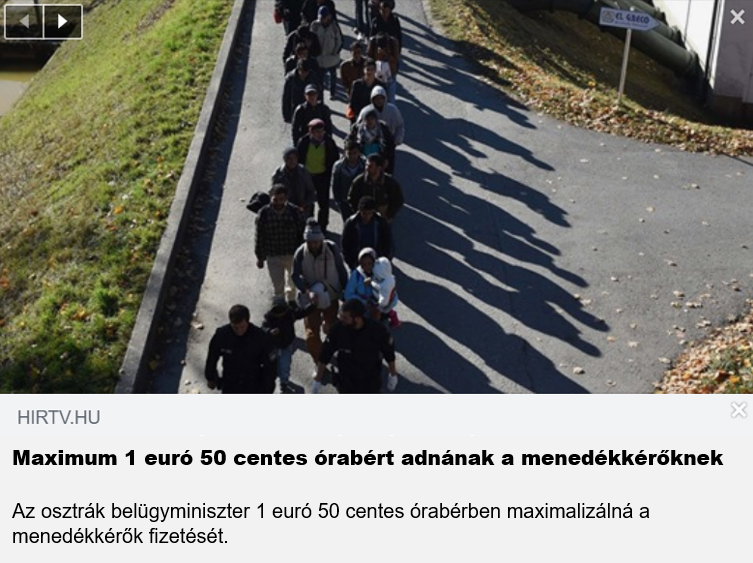 EL GRECO
HIRTV.HU
Maximum 1 euró 50 centes órabért adnának a menedékkérőknek
Az osztrák belügyminiszter 1 euró 50 centes órabérben maximalizálná a
menedékkérők fizetését.